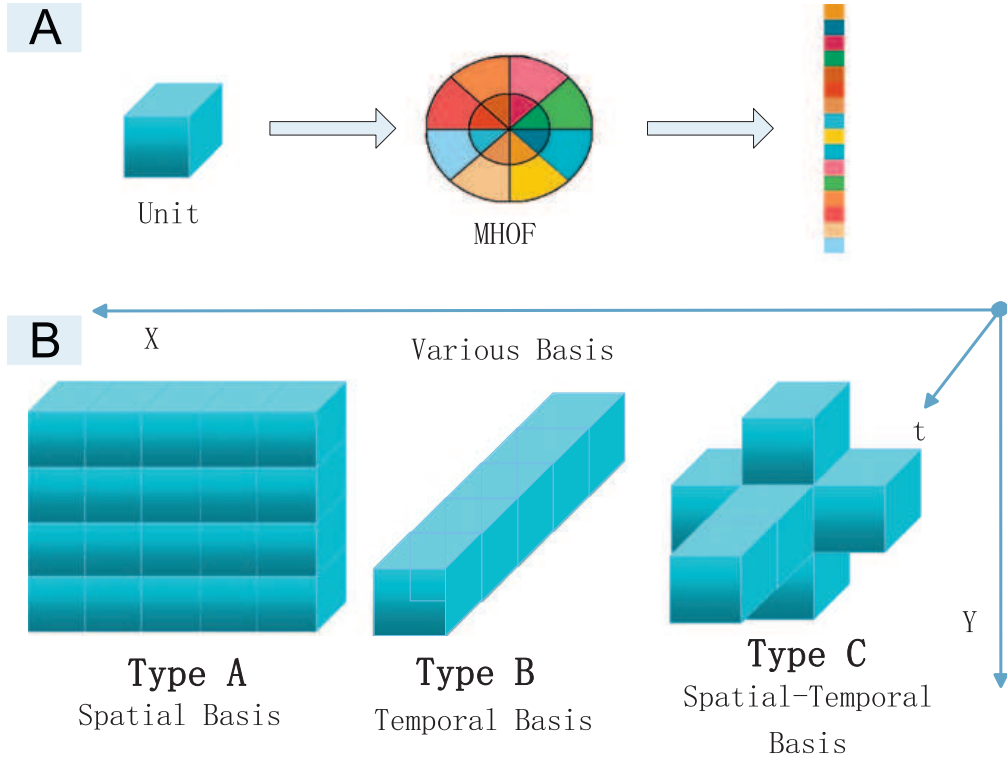 A
Unit
MHOF
B
X
Various Basis
t
Y
Type A
Spatial Basis
Type B
Temporal Basis
Type C
Spatial-Temporal
Basis